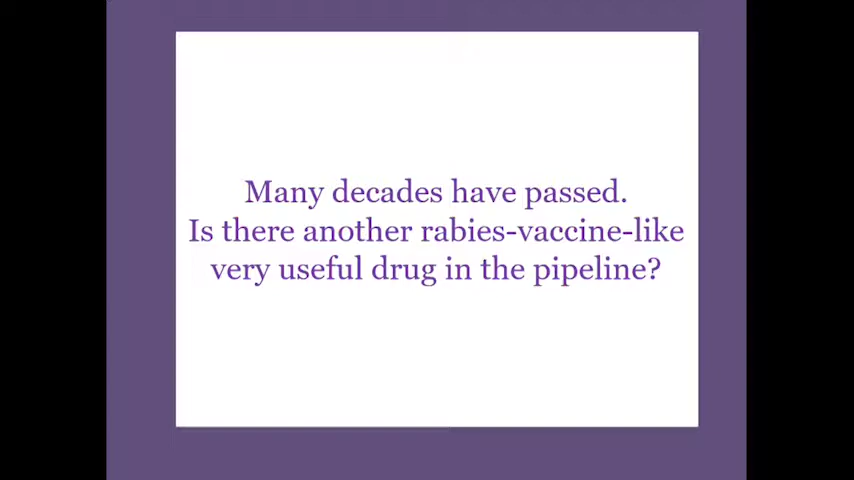 Many decades have passed.
Is there another rabies-vaccine-like
very useful drug in the pipeline?